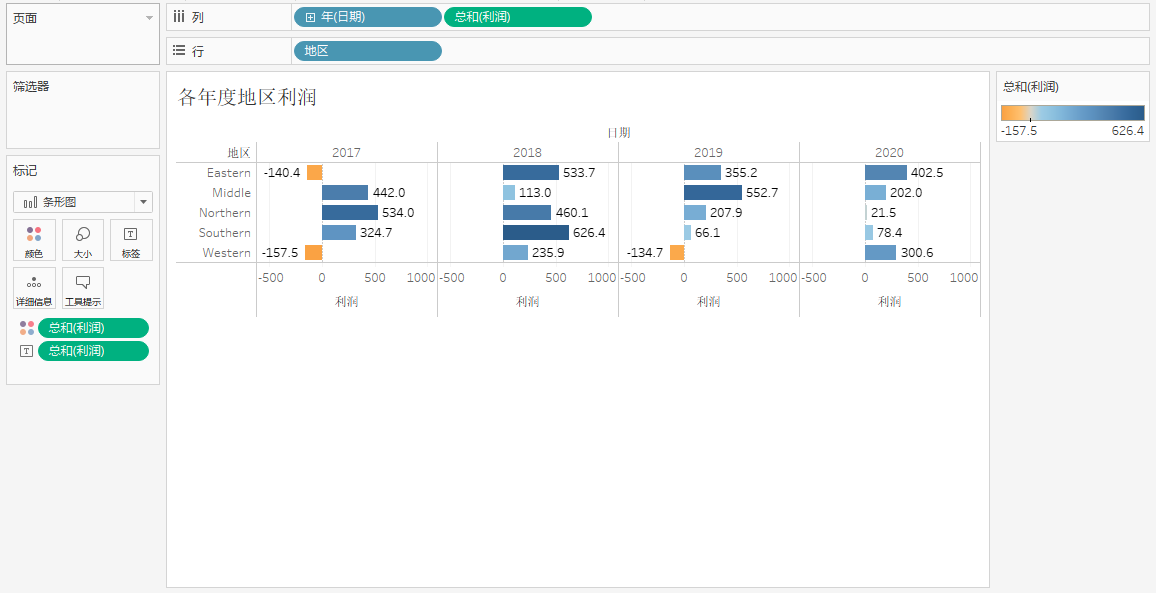 页面
列
年(日期)
总和(利润)
行
地区
筛选器
标记
条形图
颜色
大小
标签
详细信息
工具提示
总和(利润)
总和(利润)
各年度地区利润
日期
地区 2017 2018 2019 2020
Eastern -140.4 533.7 355.2 402.5
Middle 442.0 113.0 552.7 202.0
Northern 534.0 460.1 207.9 21.5
Southern 324.7 626.4 66.1 78.4
Western -157.5 235.9 -134.7 300.6
-500 0 500 1000 -500 0 500 1000 -500 0 500 1000 -500 0 500 1000
利润 利润 利润 利润
总和(利润)
-157.5 626.4